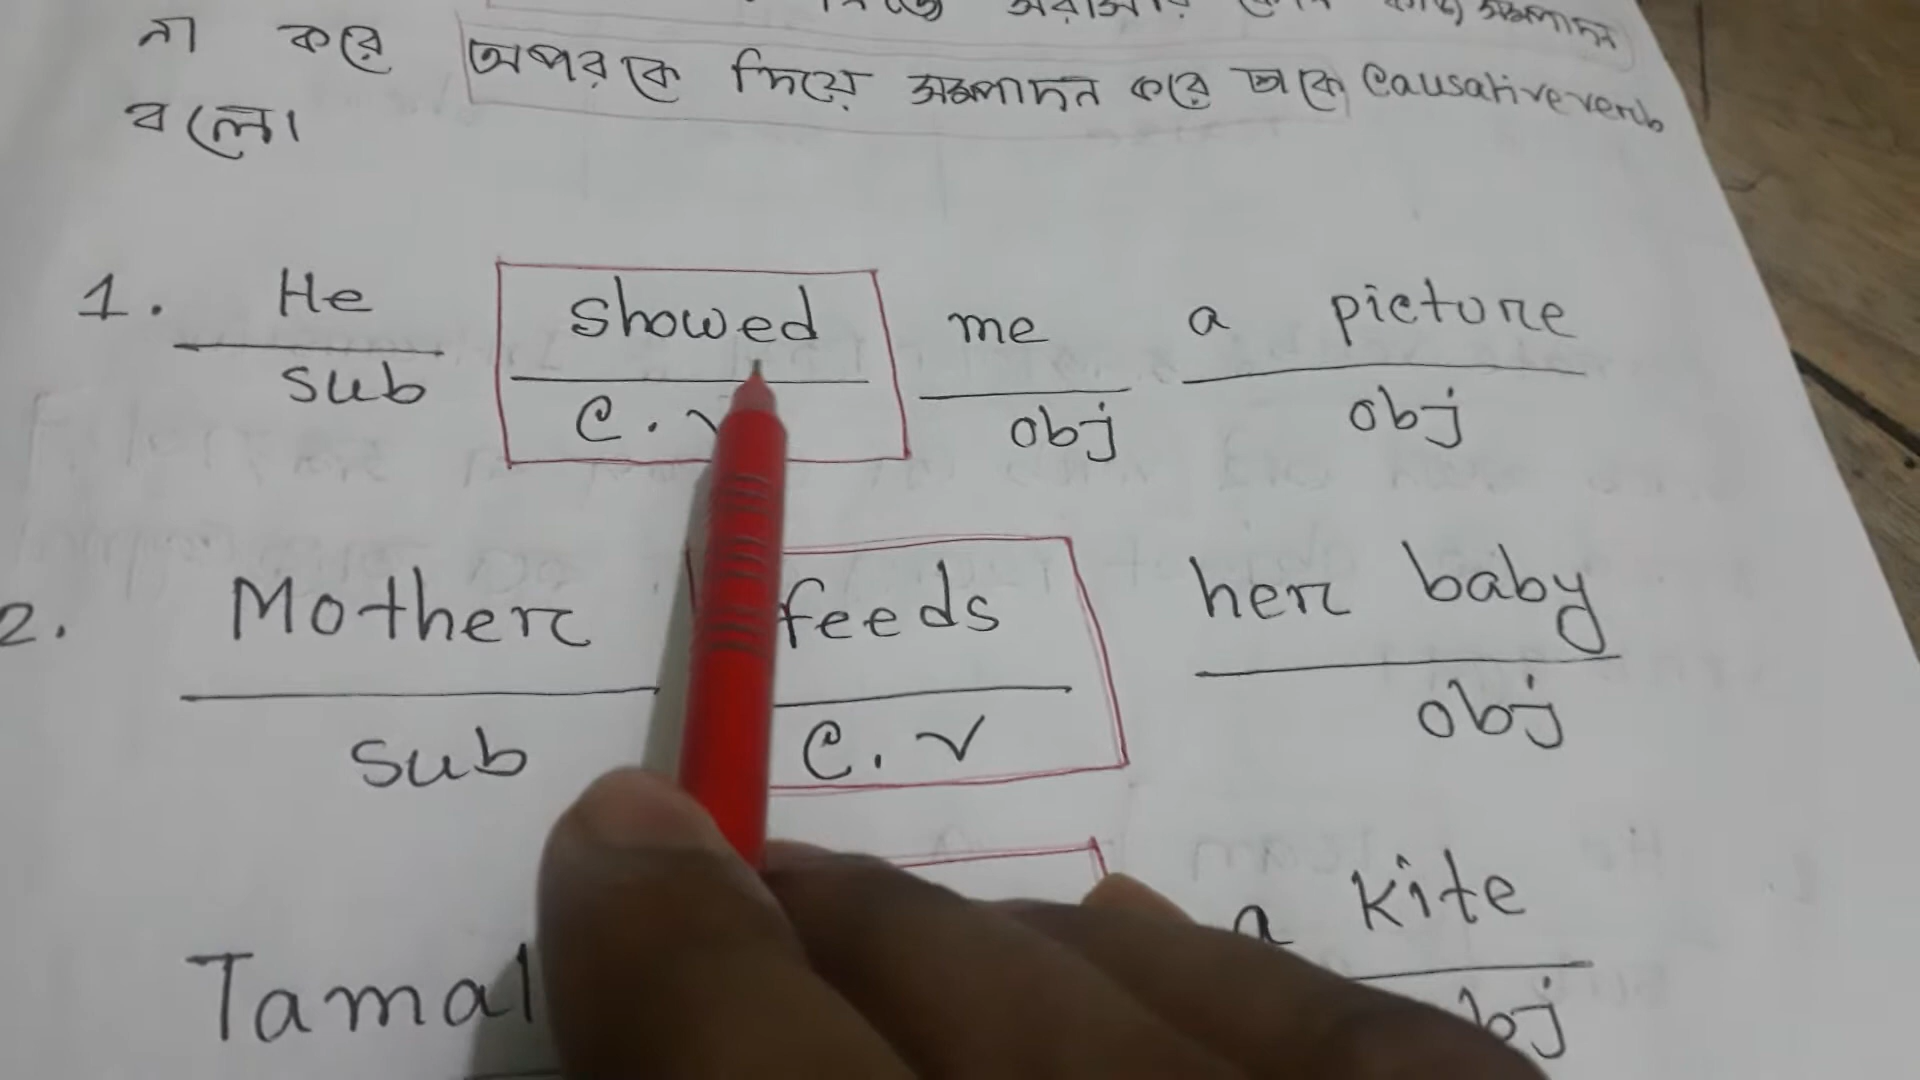 না করে অপরকে দিয়ে সম্পাদন করে তাকে Causative verb
বলে।
1. He showed me a picture
sub C. v obj obj
2. Mother feeds her baby
sub C. v obj
Tamal a kite
obj